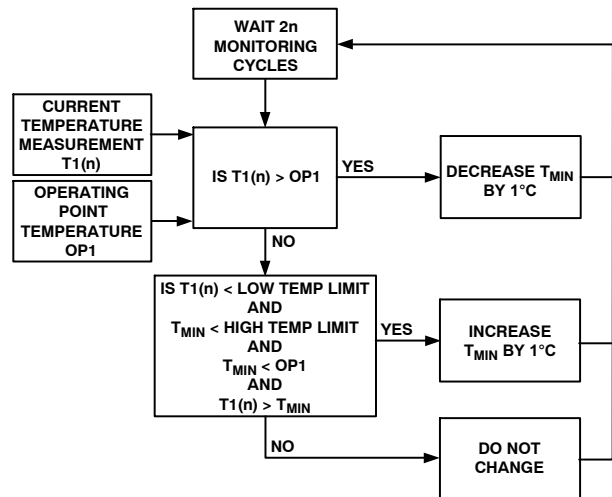 WAIT 2n
MONITORING
CYCLES
CURRENT
TEMPERATURE
MEASUREMENT
T1(n)
OPERATING
POINT
TEMPERATURE
OP1
IS T1(n) > OP1
YES
DECREASE TMIN
BY 1°C
NO
IS T1(n) < LOW TEMP LIMIT
AND
TMIN < HIGH TEMP LIMIT
AND
TMIN < OP1
AND
T1(n) > TMIN
YES
INCREASE
TMIN BY 1°C
NO
DO NOT
CHANGE